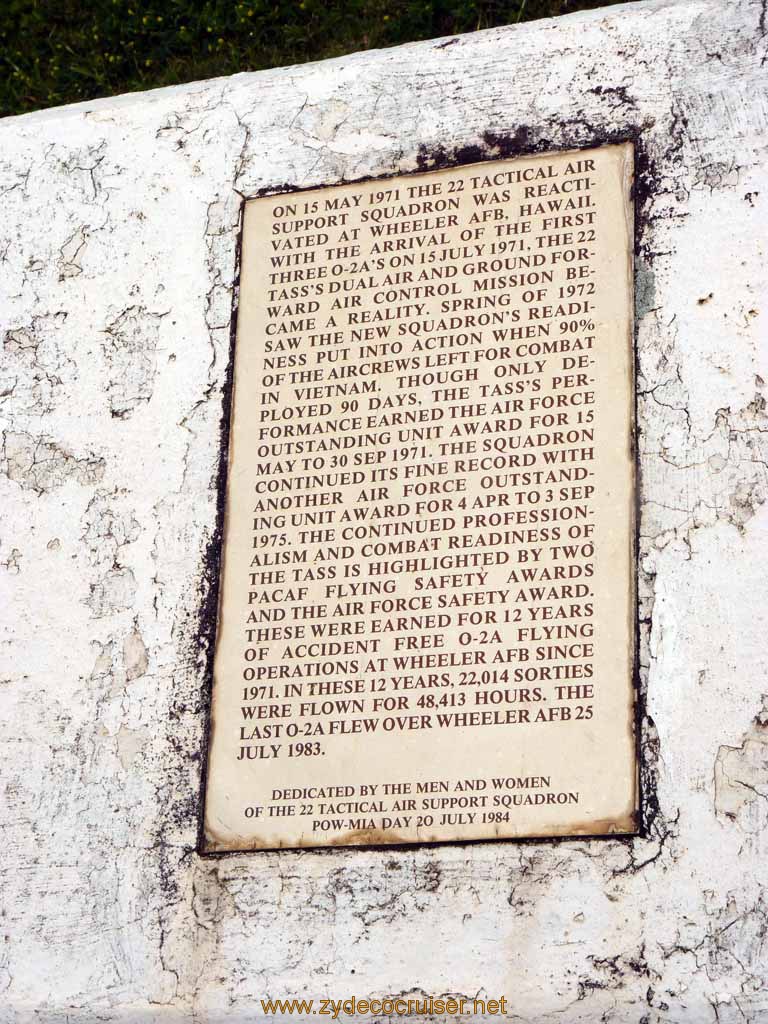 ON 15 MAY 1971 THE 22 TACTICAL AIR
SUPPORT SQUADRON WAS REACTI-
VATED AT WHEELER AFB, HAWAII.
WITH THE ARRIVAL OF THE FIRST
THREE O-2A'S ON 15 JULY 1971, THE 22
TASS'S DUAL AIR AND GROUND FOR-
WARD AIR CONTROL MISSION BE-
CAME A REALITY. SPRING OF 1972
SAW THE NEW SQUADRON'S READI-
NESS PUT INTO ACTION WHEN 90%
OF THE AIRCREWS LEFT FOR COMBAT
IN VIETNAM. THOUGH ONLY DE-
PLOYED 90 DAYS, THE TASS'S PER-
FORMANCE EARNED THE AIR FORCE
OUTSTANDING UNIT AWARD FOR 15
MAY TO 30 SEP 1971. THE SQUADRON
CONTINUED ITS FINE RECORD WITH
ANOTHER AIR FORCE OUTSTAND-
ING UNIT AWARD FOR 4 APR TO 3 SEP
1975. THE CONTINUED PROFESSION-
ALISM AND COMBAT READINESS OF
THE TASS IS HIGHLIGHTED BY TWO
PACAF FLYING SAFETY AWARDS
AND THE AIR FORCE SAFETY AWARD.
THESE WERE EARNED FOR 12 YEARS
OF ACCIDENT FREE O-2A FLYING
OPERATIONS AT WHEELER AFB SINCE
1971. IN THESE 12 YEARS, 22,014 SORTIES
WERE FLOWN FOR 48,413 HOURS. THE
LAST O-2A FLEW OVER WHEELER AFB 25
JULY 1983.
DEDICATED BY THE MEN AND WOMEN
OF THE 22 TACTICAL AIR SUPPORT SQUADRON
POW-MIA DAY 20 JULY 1984
www.zydecocruiser.net